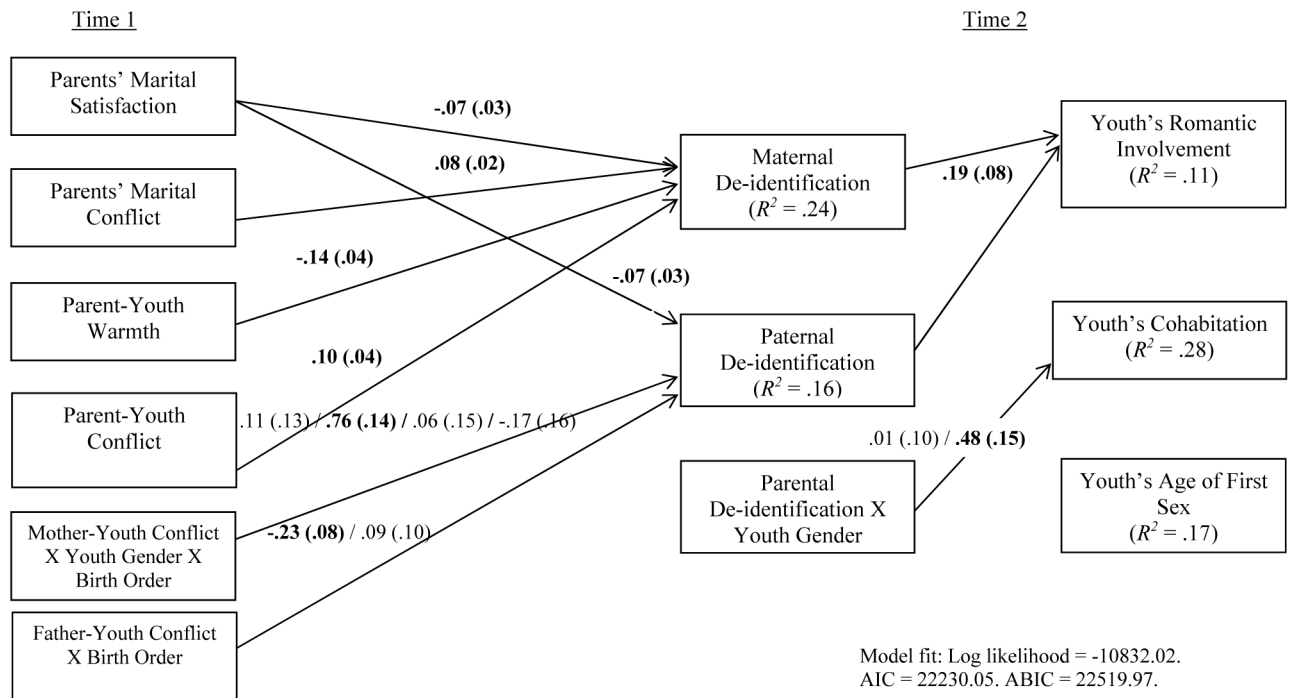 Time 1
Time 2
Parents’ Marital
Satisfaction
Parents’ Marital
Conflict
Parent-Youth
Warmth
Parent-Youth
Conflict
Mother-Youth Conflict
X Youth Gender X
Birth Order
Father-Youth Conflict
X Birth Order
-.07 (.03)
.08 (.02)
-.14 (.04)
-.07 (.03)
.10 (.04)
.11 (.13) / .76 (.14) / .06 (.15) / -.17 (.16)
-.23 (.08) / .09 (.10)
Maternal
De-identification
(R² = .24)
Paternal
De-identification
(R² = .16)
Parental
De-identification X
Youth Gender
.19 (.08)
.01 (.10) / .48 (.15)
Youth’s Romantic
Involvement
(R² = .11)
Youth’s Cohabitation
(R² = .28)
Youth’s Age of First
Sex
(R² = .17)
Model fit: Log likelihood = -10832.02.
AIC = 22230.05. ABIC = 22519.97.